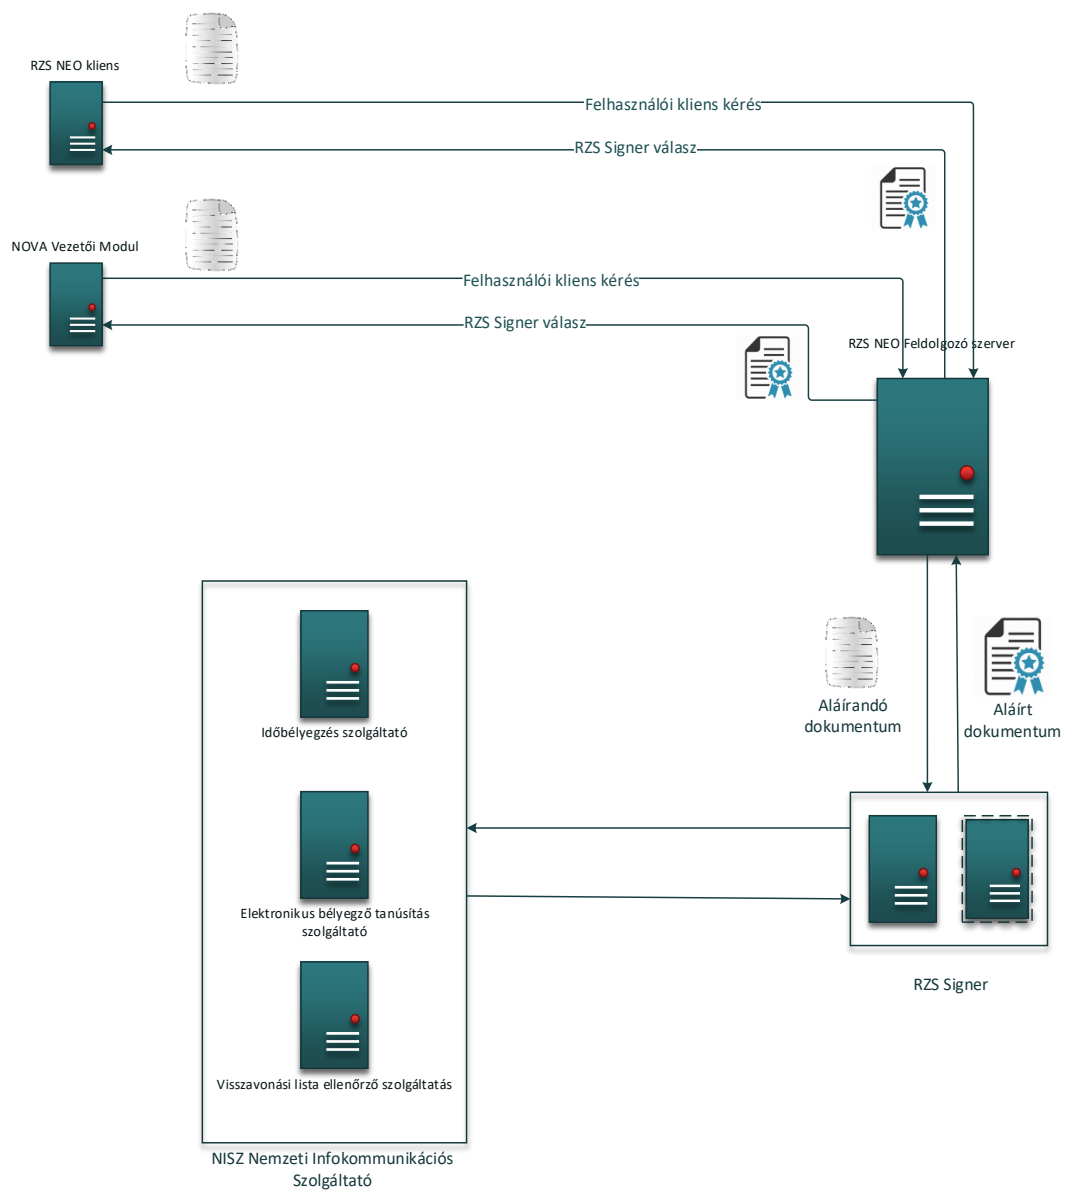 RZS NEO kliens
Felhasználói kliens kérés
RZS Signer válasz
NOVA Vezetői Modul
Felhasználói kliens kérés
RZS Signer válasz
RZS NEO Feldolgozó szerver
Aláírandó
dokumentum
Aláírt
dokumentum
Időbélyegzés szolgáltató
Elektronikus bélyegző tanúsítás
szolgáltató
RZS Signer
Visszavonási lista ellenőrző szolgáltatás
NISZ Nemzeti Infokommunikációs
Szolgáltató